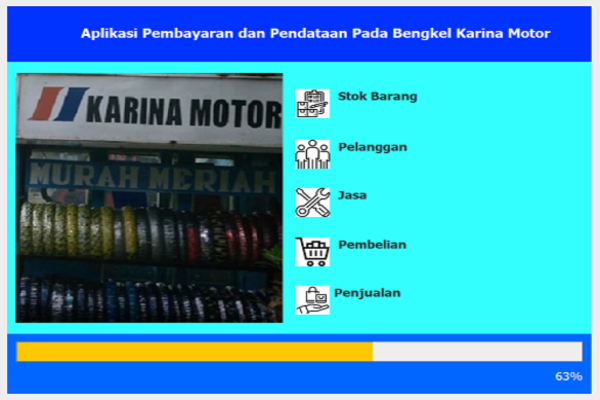 Aplikasi Pembayaran dan Pendataan Pada Bengkel Karina Motor
KARINA MOTOR
MURAH MERIAH
Stok Barang
Pelanggan
Jasa
Pembelian
Penjualan
63%